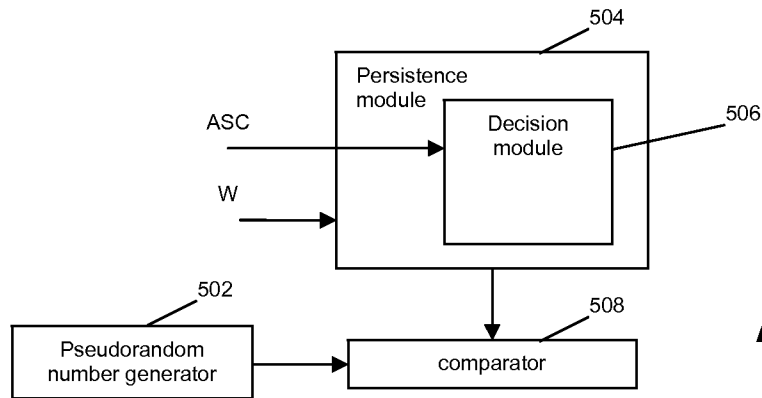 504
Persistence
module
ASC
Decision
module
506
W
502
508
Pseudorandom
number generator
comparator